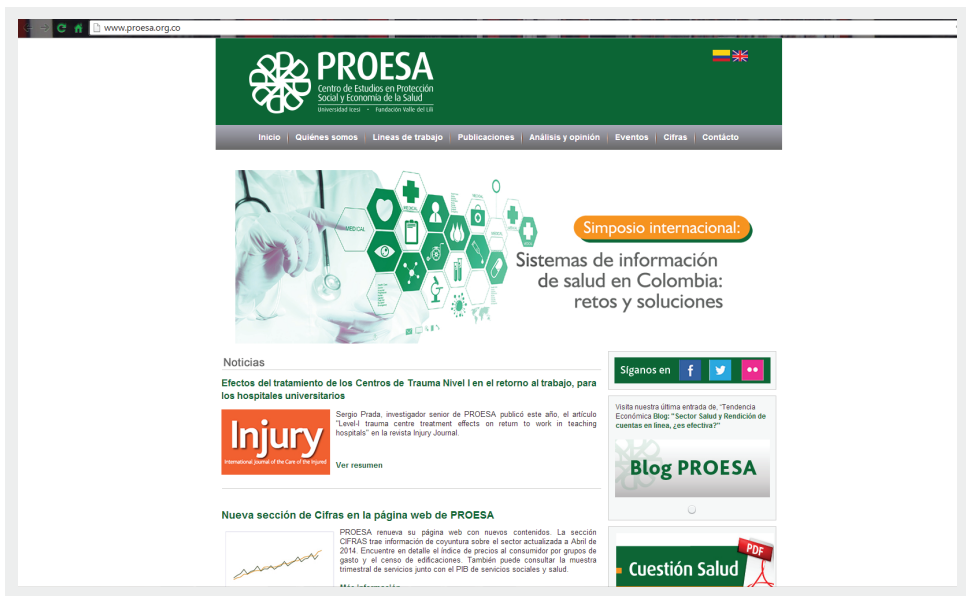 www.proesa.org.co
PROESA
Centro de Estudios en Protección
Social y Economía de la Salud
Universidad Icesi • Fundación Valle del Lili
Inicio Quiénes somos Lineas de trabajo Publicaciones Análisis y opinión Eventos Cifras Contácto
MEDICAL
MEDICAL
MEDICAL
MEDICAL
Simposio internacional:
Sistemas de información
de salud en Colombia:
retos y soluciones
Noticias
Efectos del tratamiento de los Centros de Trauma Nivel I en el retorno al trabajo, para
los hospitales universitarios
Injury
International Journal of the Care of the Injured
Sergio Prada, investigador senior de PROESA publicó este año, el artículo
"Level-I trauma centre treatment effects on return to work in teaching
hospitals" en la revista Injury Journal.
Ver resumen
Nueva sección de Cifras en la página web de PROESA
PROESA renueva su página web con nuevos contenidos. La sección
CIFRAS trae información de coyuntura sobre el sector actualizada a Abril de
2014. Encuentre en detalle el índice de precios al consumidor por grupos de
gasto y el censo de edificaciones. También puede consultar la muestra
trimestral de servicios junto con el PIB de servicios sociales y salud.
Más información
Síganos en
Visita nuestra última entrada de, "Tendencia
Económica Blog: "Sector Salud y Rendición de
cuentas en línea, ¿es efectiva?"
Blog PROESA
PDF
Cuestión Salud